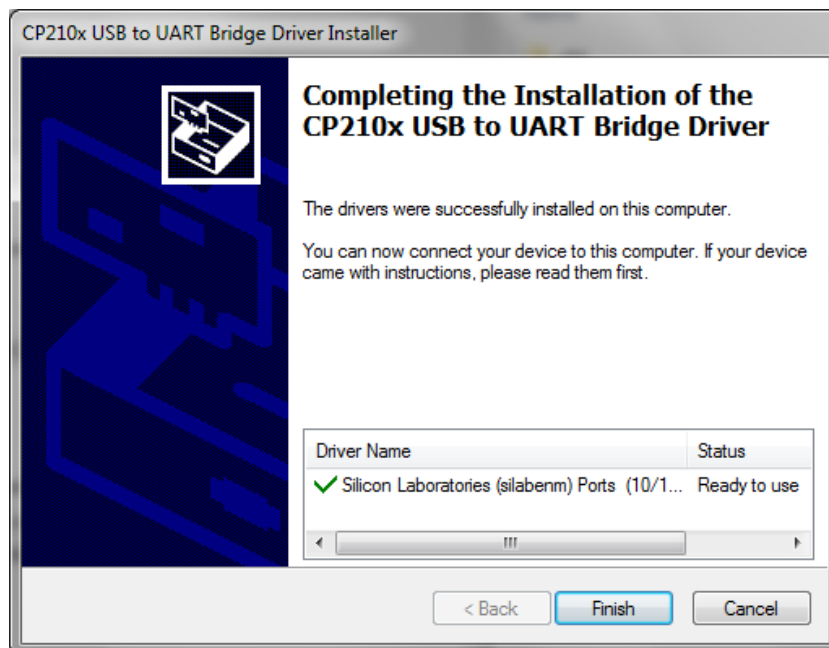 CP210x USB to UART Bridge Driver Installer
Completing the Installation of the
CP210x USB to UART Bridge Driver
The drivers were successfully installed on this computer.
You can now connect your device to this computer. If your device
came with instructions, please read them first.
Driver Name Status
Silicon Laboratories (silabenm) Ports (10/1... Ready to use
< Back Finish Cancel